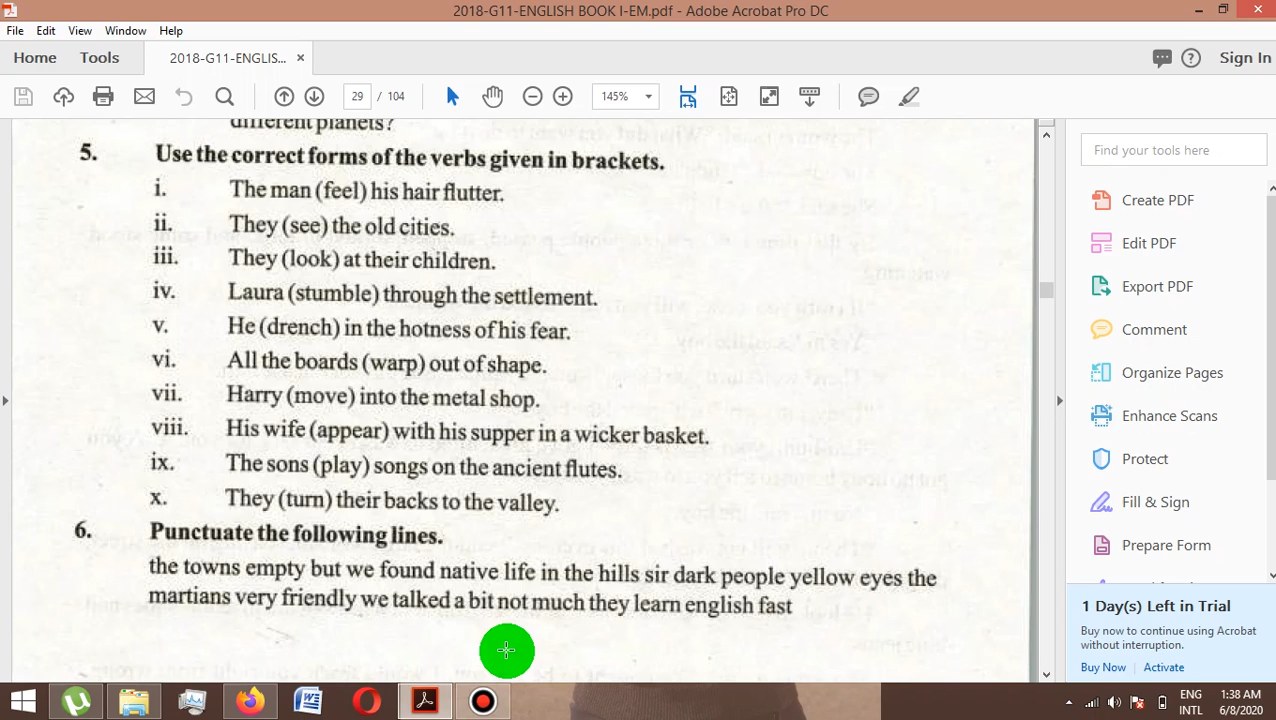 2018-G11-ENGLISH BOOK I-EM.pdf - Adobe Acrobat Pro DC
File Edit View Window Help
Home Tools 2018-G11-ENGLIS... × Sign In
29 / 104 145%
different planets?
5. Use the correct forms of the verbs given in brackets.
i. The man (feel) his hair flutter.
ii. They (see) the old cities.
iii. They (look) at their children.
iv. Laura (stumble) through the settlement.
v. He (drench) in the hotness of his fear.
vi. All the boards (warp) out of shape.
vii. Harry (move) into the metal shop.
viii. His wife (appear) with his supper in a wicker basket.
ix. The sons (play) songs on the ancient flutes.
x. They (turn) their backs to the valley.
6. Punctuate the following lines.
the towns empty but we found native life in the hills sir dark people yellow eyes the
martians very friendly we talked a bit not much they learn english fast
Find your tools here
Create PDF
Edit PDF
Export PDF
Comment
Organize Pages
Enhance Scans
Protect
Fill & Sign
Prepare Form
1 Day(s) Left in Trial
Buy now to continue using Acrobat
without interruption.
Buy Now Activate
ENG 1:38 AM
INTL 6/8/2020